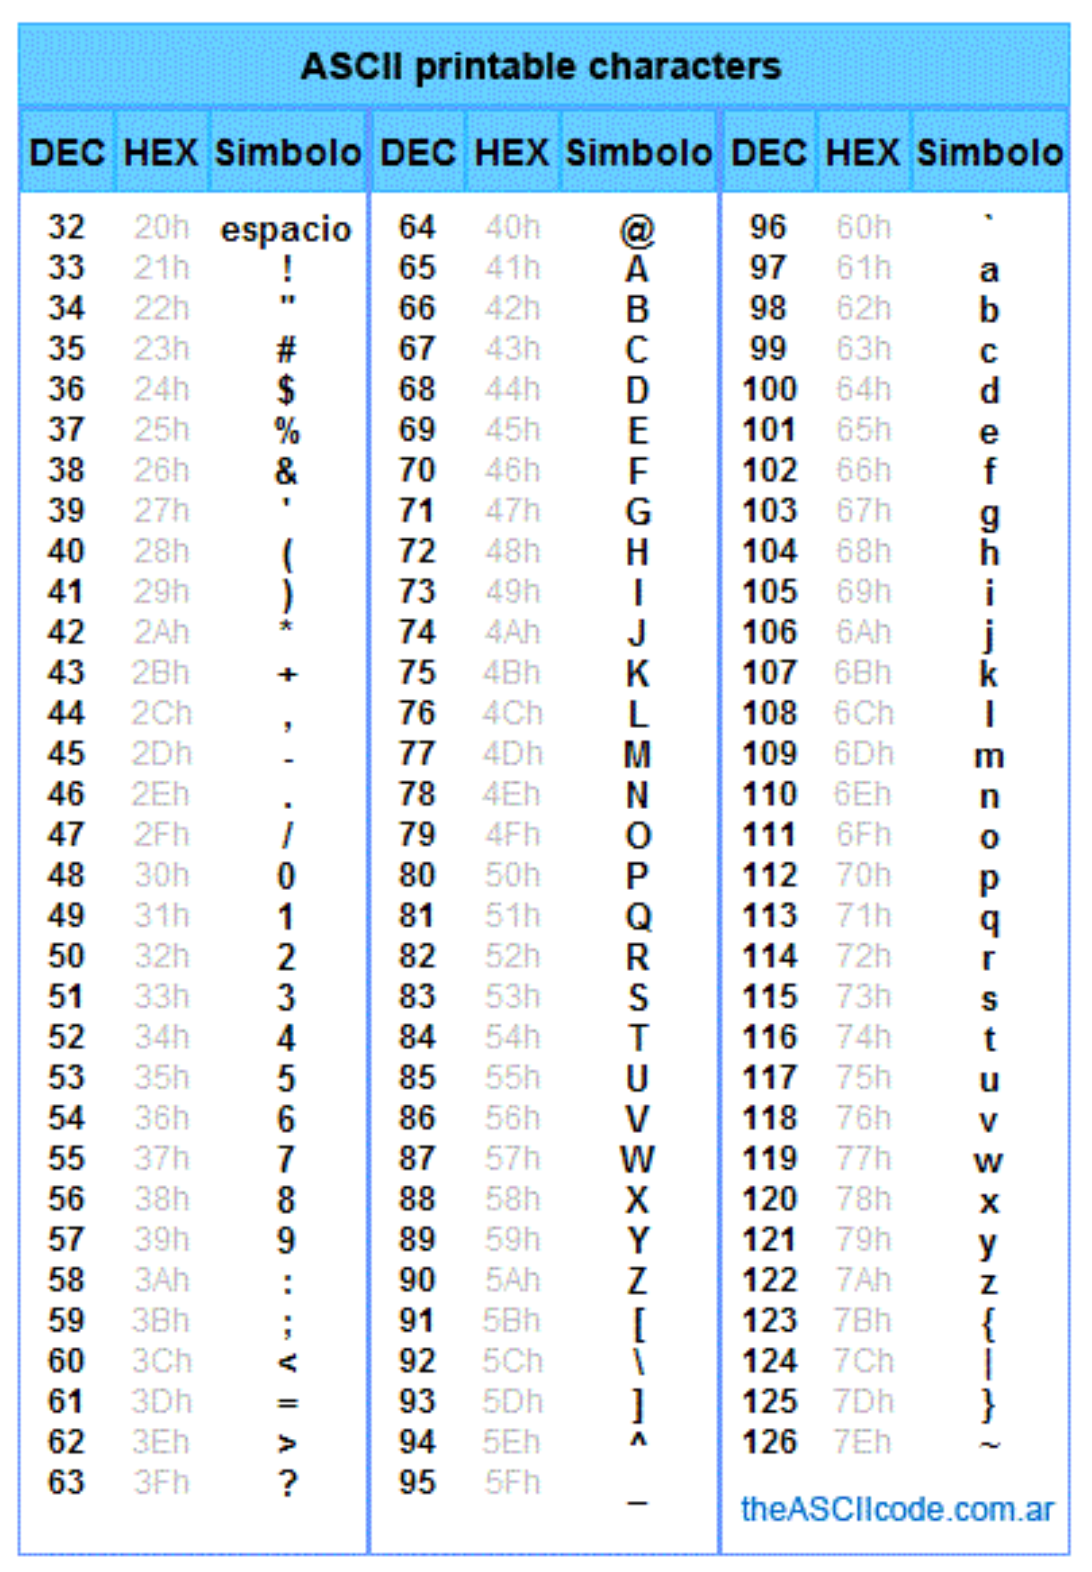 ASCII printable characters
DEC HEX Simbolo DEC HEX Simbolo DEC HEX Simbolo
32 20h espacio 64 40h @ 96 60h `
33 21h ! 65 41h A 97 61h a
34 22h " 66 42h B 98 62h b
35 23h # 67 43h C 99 63h c
36 24h $ 68 44h D 100 64h d
37 25h % 69 45h E 101 65h e
38 26h & 70 46h F 102 66h f
39 27h ' 71 47h G 103 67h g
40 28h ( 72 48h H 104 68h h
41 29h ) 73 49h I 105 69h i
42 2Ah * 74 4Ah J 106 6Ah j
43 2Bh + 75 4Bh K 107 6Bh k
44 2Ch , 76 4Ch L 108 6Ch l
45 2Dh - 77 4Dh M 109 6Dh m
46 2Eh . 78 4Eh N 110 6Eh n
47 2Fh / 79 4Fh O 111 6Fh o
48 30h 0 80 50h P 112 70h p
49 31h 1 81 51h Q 113 71h q
50 32h 2 82 52h R 114 72h r
51 33h 3 83 53h S 115 73h s
52 34h 4 84 54h T 116 74h t
53 35h 5 85 55h U 117 75h u
54 36h 6 86 56h V 118 76h v
55 37h 7 87 57h W 119 77h w
56 38h 8 88 58h X 120 78h x
57 39h 9 89 59h Y 121 79h y
58 3Ah : 90 5Ah Z 122 7Ah z
59 3Bh ; 91 5Bh [ 123 7Bh {
60 3Ch < 92 5Ch \ 124 7Ch |
61 3Dh = 93 5Dh ] 125 7Dh }
62 3Eh > 94 5Eh ^ 126 7Eh ~
63 3Fh ? 95 5Fh _
theASCIIcode.com.ar